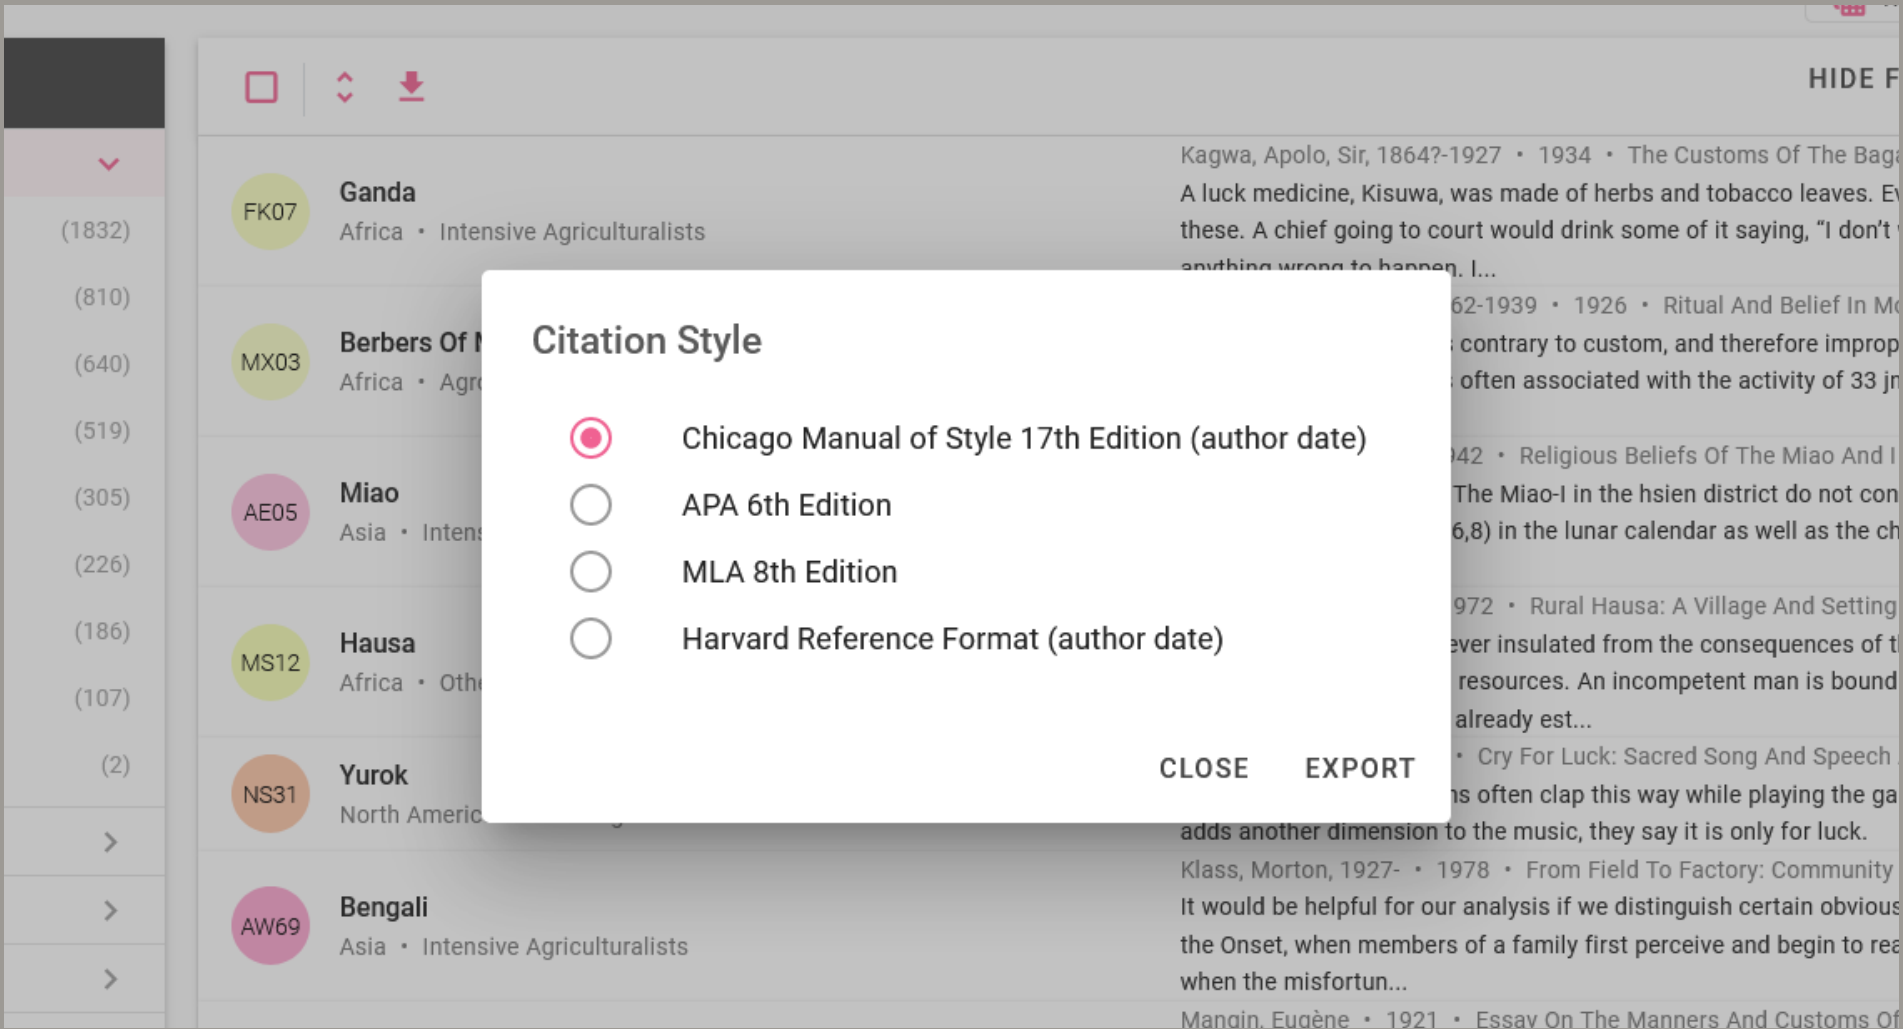 HIDE
(1832)
(810)
(640)
(519)
(305)
(226)
(186)
(107)
(2)
FK07
Ganda
Africa • Intensive Agriculturalists
Kagwa, Apolo, Sir, 1864?-1927 • 1934 • The Customs Of The
A luck medicine, Kisuwa, was made of herbs and tobacco leaves.
these. A chief going to court would drink some of it saying, “I don’t
anything wrong to happen. I...
MX03
Berbers Of
Africa •
62-1939 • 1926 • Ritual And Belief In
contrary to custom, and therefore
often associated with the activity of 33
AE05
Miao
Asia •
942 • Religious Beliefs Of The Miao And
The Miao-I in the hsien district do not
6,8) in the lunar calendar as well as the
MS12
Hausa
Africa •
972 • Rural Hausa: A Village And Setting
ever insulated from the consequences of
resources. An incompetent man is bound
already est...
NS31
Yurok
North
• Cry For Luck: Sacred Song And Speech
often clap this way while playing the
adds another dimension to the music, they say it is only for luck.
AW69
Bengali
Asia • Intensive Agriculturalists
Klass, Morton, 1927- • 1978 • From Field To Factory: Community
It would be helpful for our analysis if we distinguish certain obvious
the Onset, when members of a family first perceive and begin to
when the misfortun...
Mangin, Eugène • 1921 • Essay On The Manners And Customs
Citation Style
Chicago Manual of Style 17th Edition (author date)
APA 6th Edition
MLA 8th Edition
Harvard Reference Format (author date)
CLOSE EXPORT